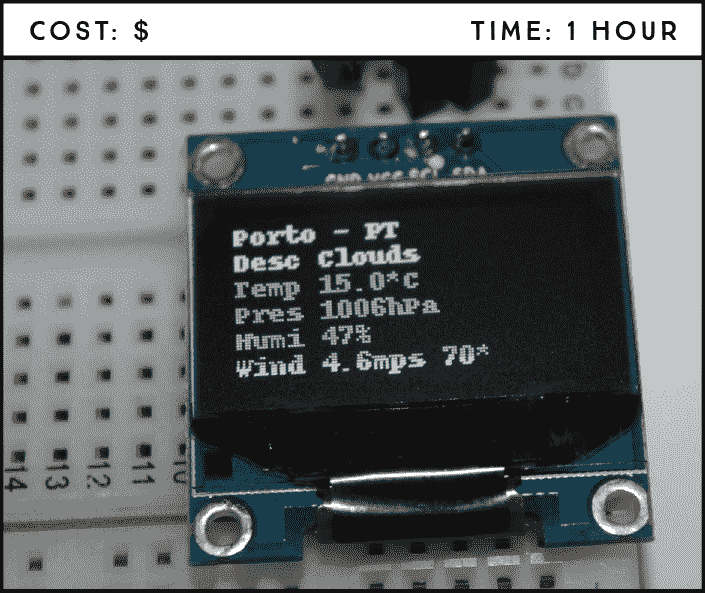 COST: $ TIME: 1 HOUR
D
C
GND VCC SCL SDA
Porto - PT
Desc Clouds
Temp 15.0*C
Pres 1006hPa
Humi 47%
Wind 4.6mps 70*
14 13 12 11 10